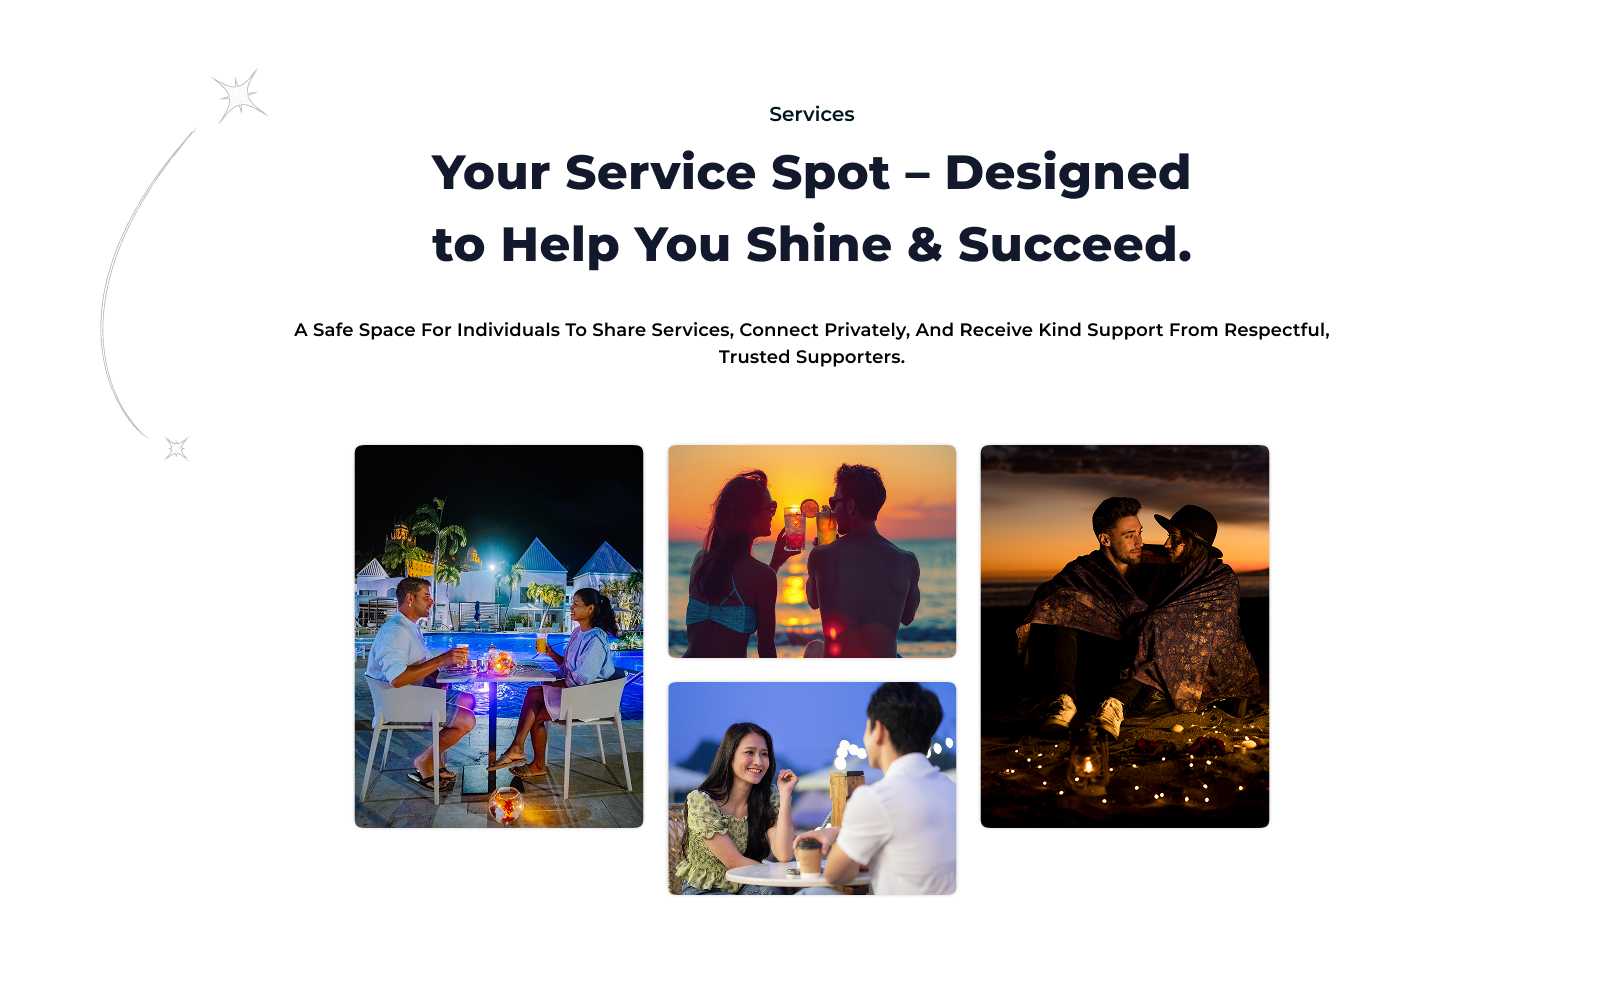 Services
Your Service Spot – Designed
to Help You Shine & Succeed.
A Safe Space For Individuals To Share Services, Connect Privately, And Receive Kind Support From Respectful,
Trusted Supporters.